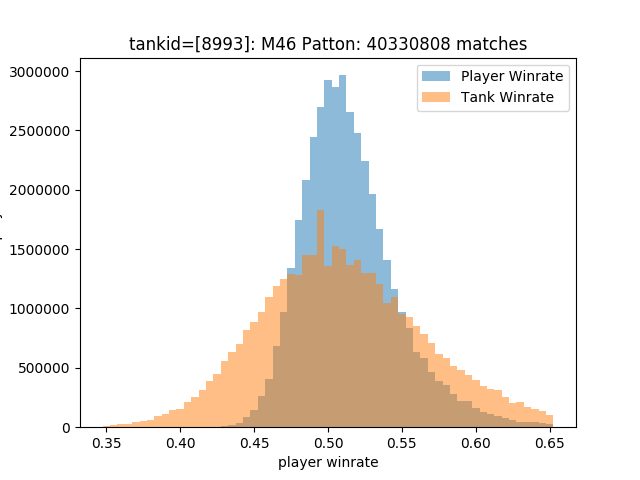 tankid=[8993]: M46 Patton: 40330808 matches
Player Winrate
Tank Winrate
3000000
2500000
2000000
1500000
1000000
500000
0
0.35 0.40 0.45 0.50 0.55 0.60 0.65
player winrate